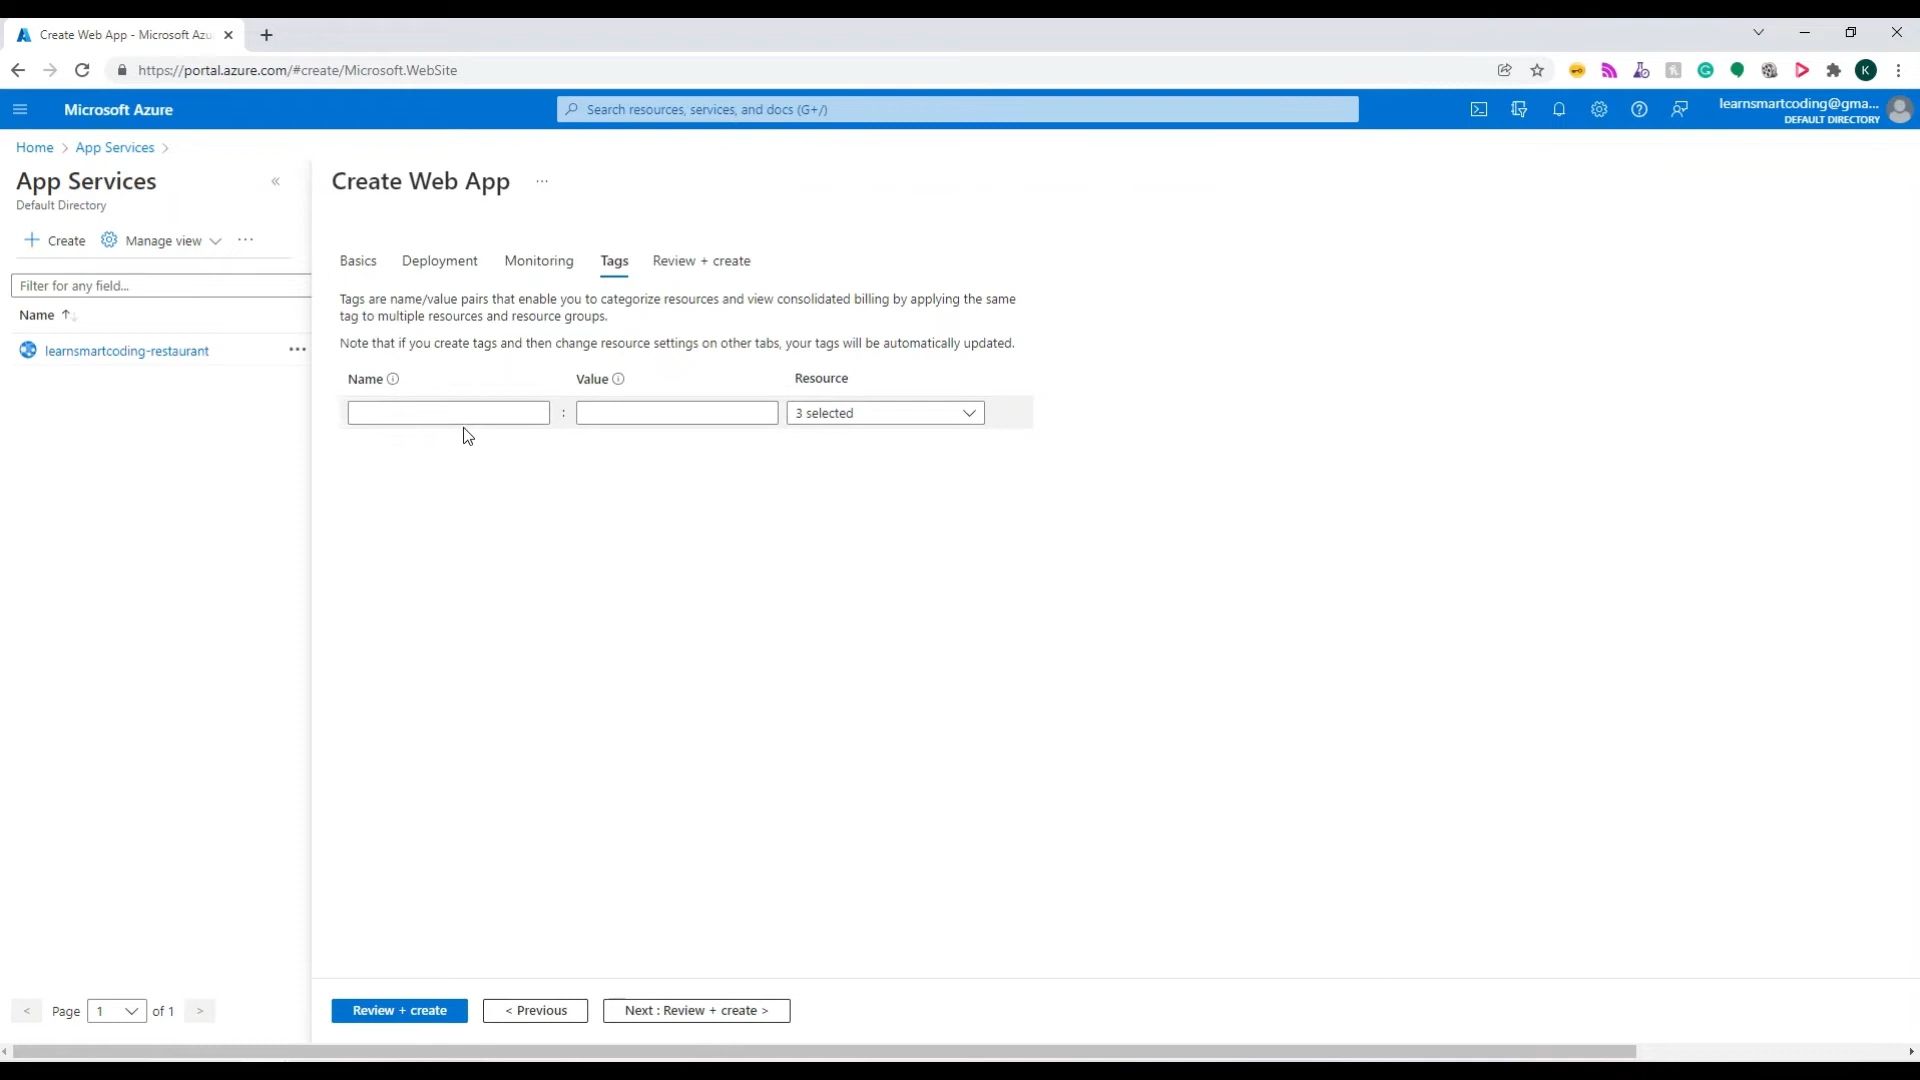 Create Web App - Microsoft Azu
https://portal.azure.com/#create/Microsoft.WebSite
K
Microsoft Azure
Search resources, services, and docs (G+/)
learnsmartcoding@gma...
DEFAULT DIRECTORY
Home > App Services >
App Services
Default Directory
Create
Manage view
Filter for any field...
Name
learnsmartcoding-restaurant
Page 1 of 1
Create Web App
Basics
Deployment
Monitoring
Tags
Review + create
Tags are name/value pairs that enable you to categorize resources and view consolidated billing by applying the same
tag to multiple resources and resource groups.
Note that if you create tags and then change resource settings on other tabs, your tags will be automatically updated.
Name
Value
Resource
:
3 selected
Review + create
< Previous
Next : Review + create >